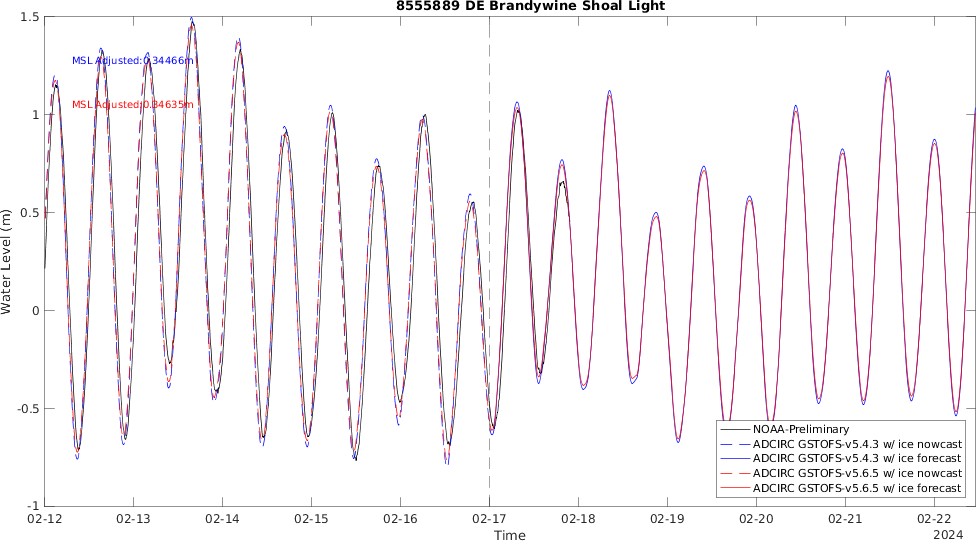 8555889 DE Brandywine Shoal Light
1.5
MSL Adjusted:0.34466m
MSL Adjusted:0.34635m
1
0.5
Water Level (m)
0
-0.5
-1
NOAA-Preliminary
ADCIRC GSTOFS-v5.4.3 w/ ice nowcast
ADCIRC GSTOFS-v5.4.3 w/ ice forecast
ADCIRC GSTOFS-v5.6.5 w/ ice nowcast
ADCIRC GSTOFS-v5.6.5 w/ ice forecast
02-12 02-13 02-14 02-15 02-16 02-17 02-18 02-19 02-20 02-21 02-22
Time
2024